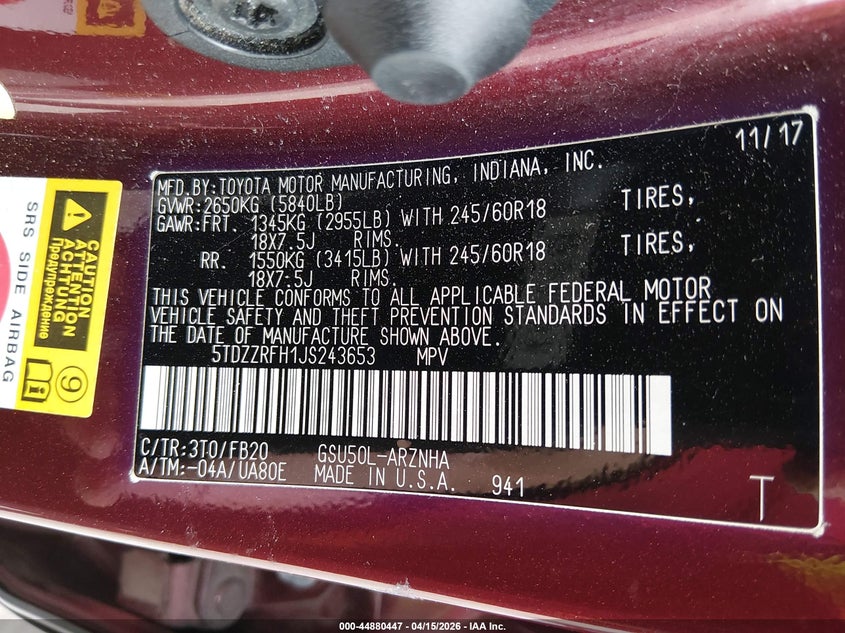 11/17
MFD.BY:TOYOTA MOTOR MANUFACTURING, INDIANA, INC.
GVWR:2650KG (5840LB)
GAWR:FRT. 1345KG (2955LB) WITH 245/60R18 TIRES,
18X7.5J RIMS.
RR. 1550KG (3415LB) WITH 245/60R18 TIRES,
18X7.5J RIMS.
THIS VEHICLE CONFORMS TO ALL APPLICABLE FEDERAL MOTOR
VEHICLE SAFETY AND THEFT PREVENTION STANDARDS IN EFFECT ON
THE DATE OF MANUFACTURE SHOWN ABOVE.
5TDZZRFH1JS243653 MPV
C/TR:3T0/FB20 GSU50L-ARZNHA
A/TM:-04A/UA80E MADE IN U.S.A. 941
T
CAUTION
ATTENTION
ACHTUNG
Предупреждение
SRS SIDE AIRBAG
9
000-44880447 - 04/15/2026 - IAA Inc.